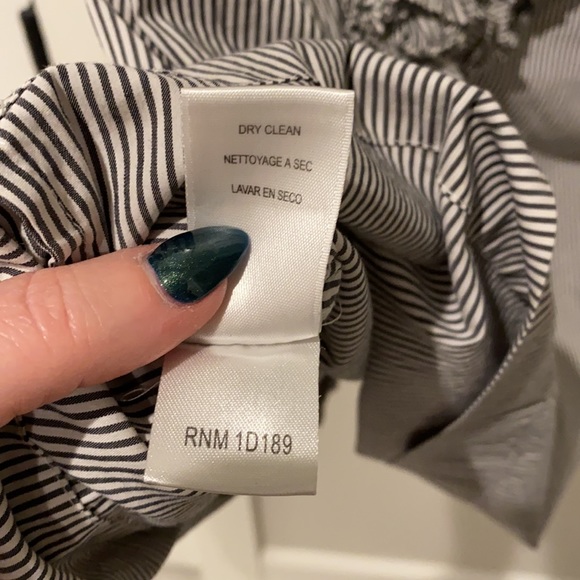 DRY CLEAN
NETTOYAGE A SEC
LAVAR EN SECO
RNM 1D189